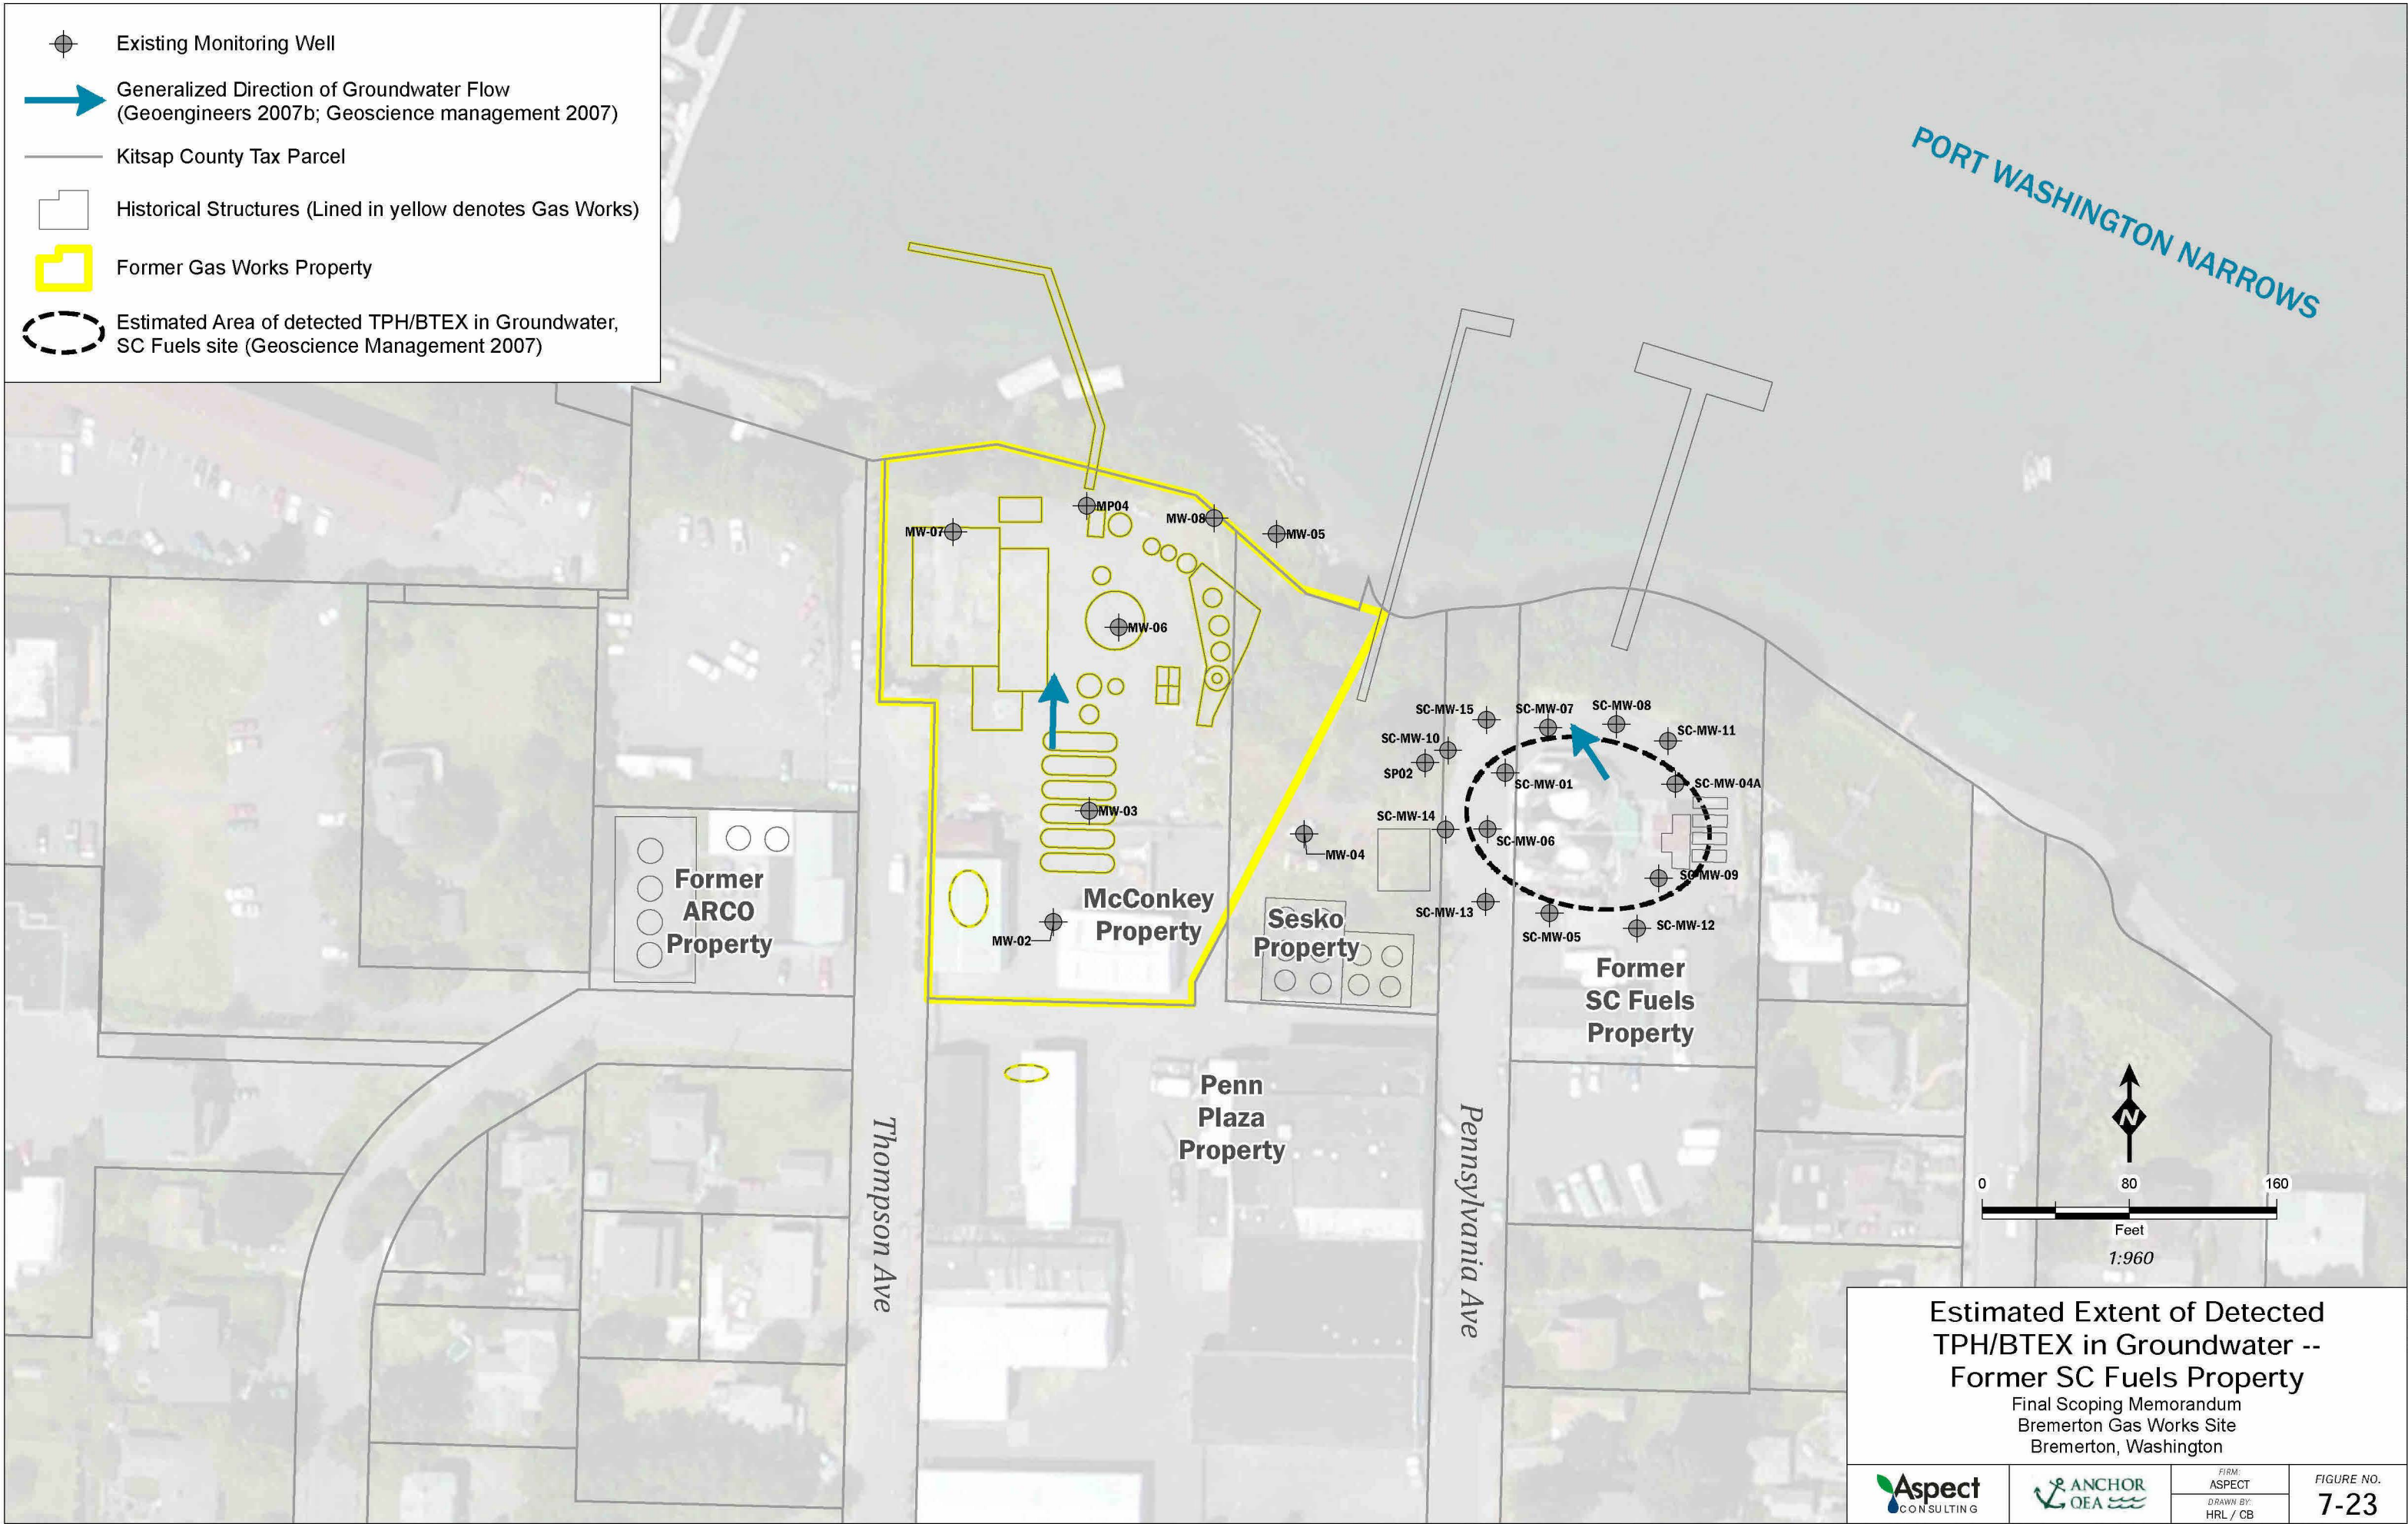 Existing Monitoring Well
Generalized Direction of Groundwater Flow
(Geoengineers 2007b; Geoscience management 2007)
Kitsap County Tax Parcel
Historical Structures (Lined in yellow denotes Gas Works)
Former Gas Works Property
Estimated Area of detected TPH/BTEX in Groundwater,
SC Fuels site (Geoscience Management 2007)
PORT WASHINGTON NARROWS
MP04
MW-08
MW-07
MW-05
MW-06
SC-MW-15
SC-MW-07
SC-MW-08
SC-MW-11
SC-MW-10
SP02
SC-MW-01
SC-MW-04A
MW-03
SC-MW-14
SC-MW-06
MW-04
SC-MW-09
SC-MW-13
SC-MW-05
SC-MW-12
MW-02
Former
ARCO
Property
McConkey
Property
Sesko
Property
Former
SC Fuels
Property
Penn
Plaza
Property
Thompson Ave
Pennsylvania Ave
N
0 80 160
Feet
1:960
Estimated Extent of Detected
TPH/BTEX in Groundwater --
Former SC Fuels Property
Final Scoping Memorandum
Bremerton Gas Works Site
Bremerton, Washington
Aspect
CONSULTING
ANCHOR
QEA
FIRM:
ASPECT
DRAWN BY:
HRL / CB
FIGURE NO.
7-23